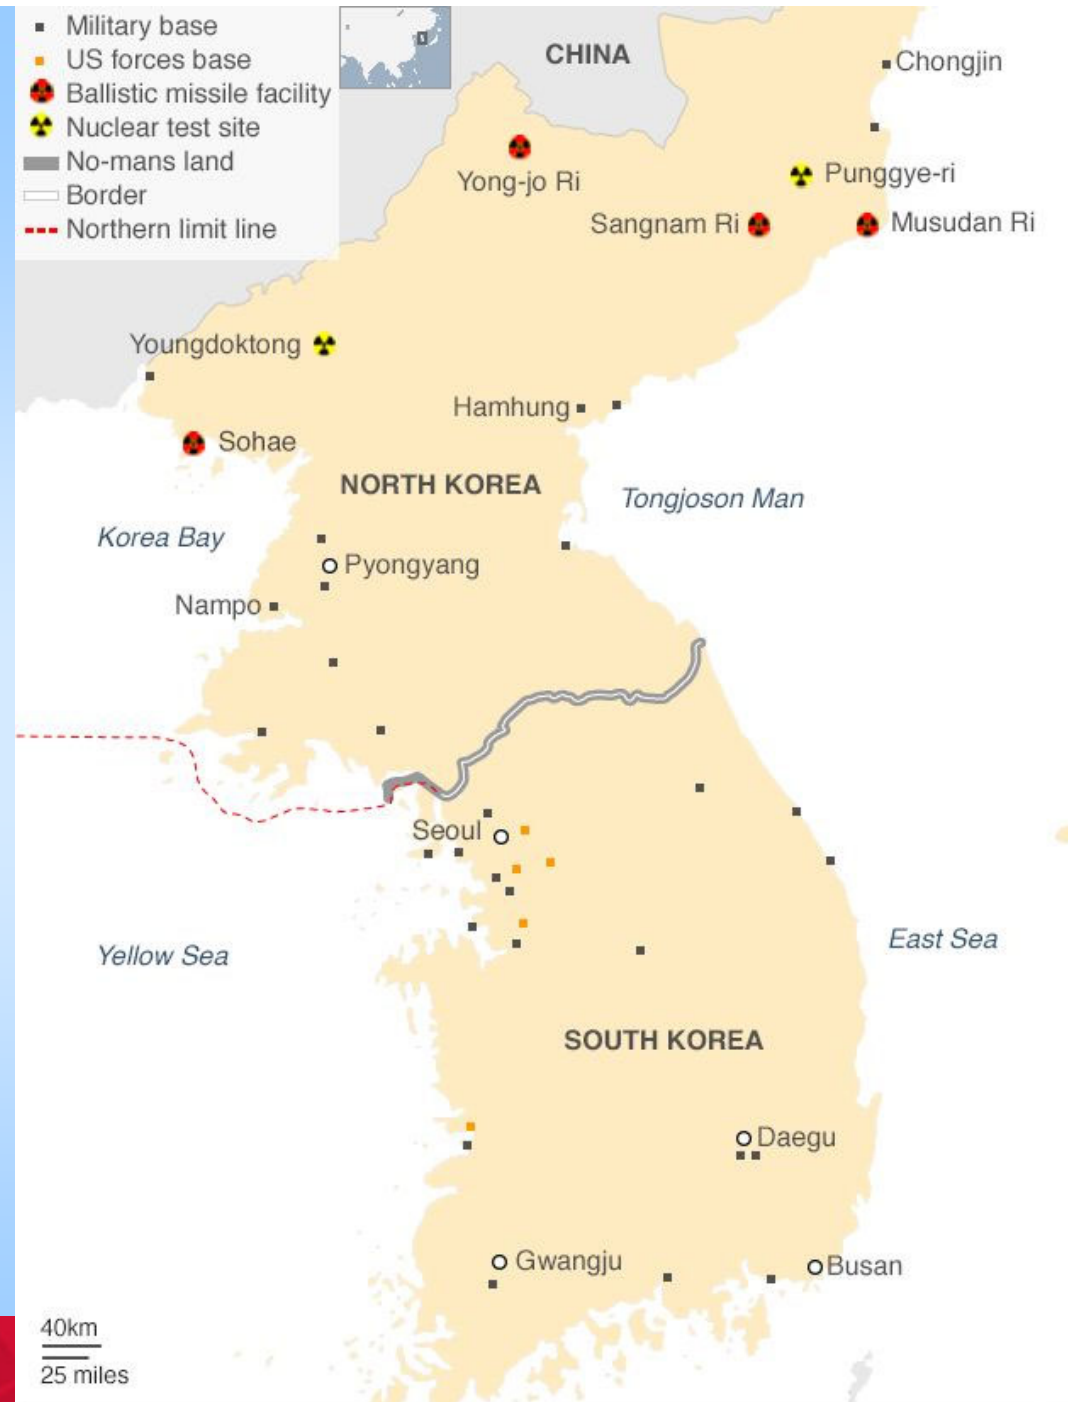 Military base
US forces base
Ballistic missile facility
Nuclear test site
No-mans land
Border
Northern limit line
CHINA
Chongjin
Yong-jo Ri
Punggye-ri
Sangnam Ri
Musudan Ri
Youngdoktong
Hamhung
Sohae
NORTH KOREA
Tongjoson Man
Korea Bay
Pyongyang
Nampo
Seoul
Yellow Sea
East Sea
SOUTH KOREA
Daegu
Gwangju
Busan
40km
25 miles